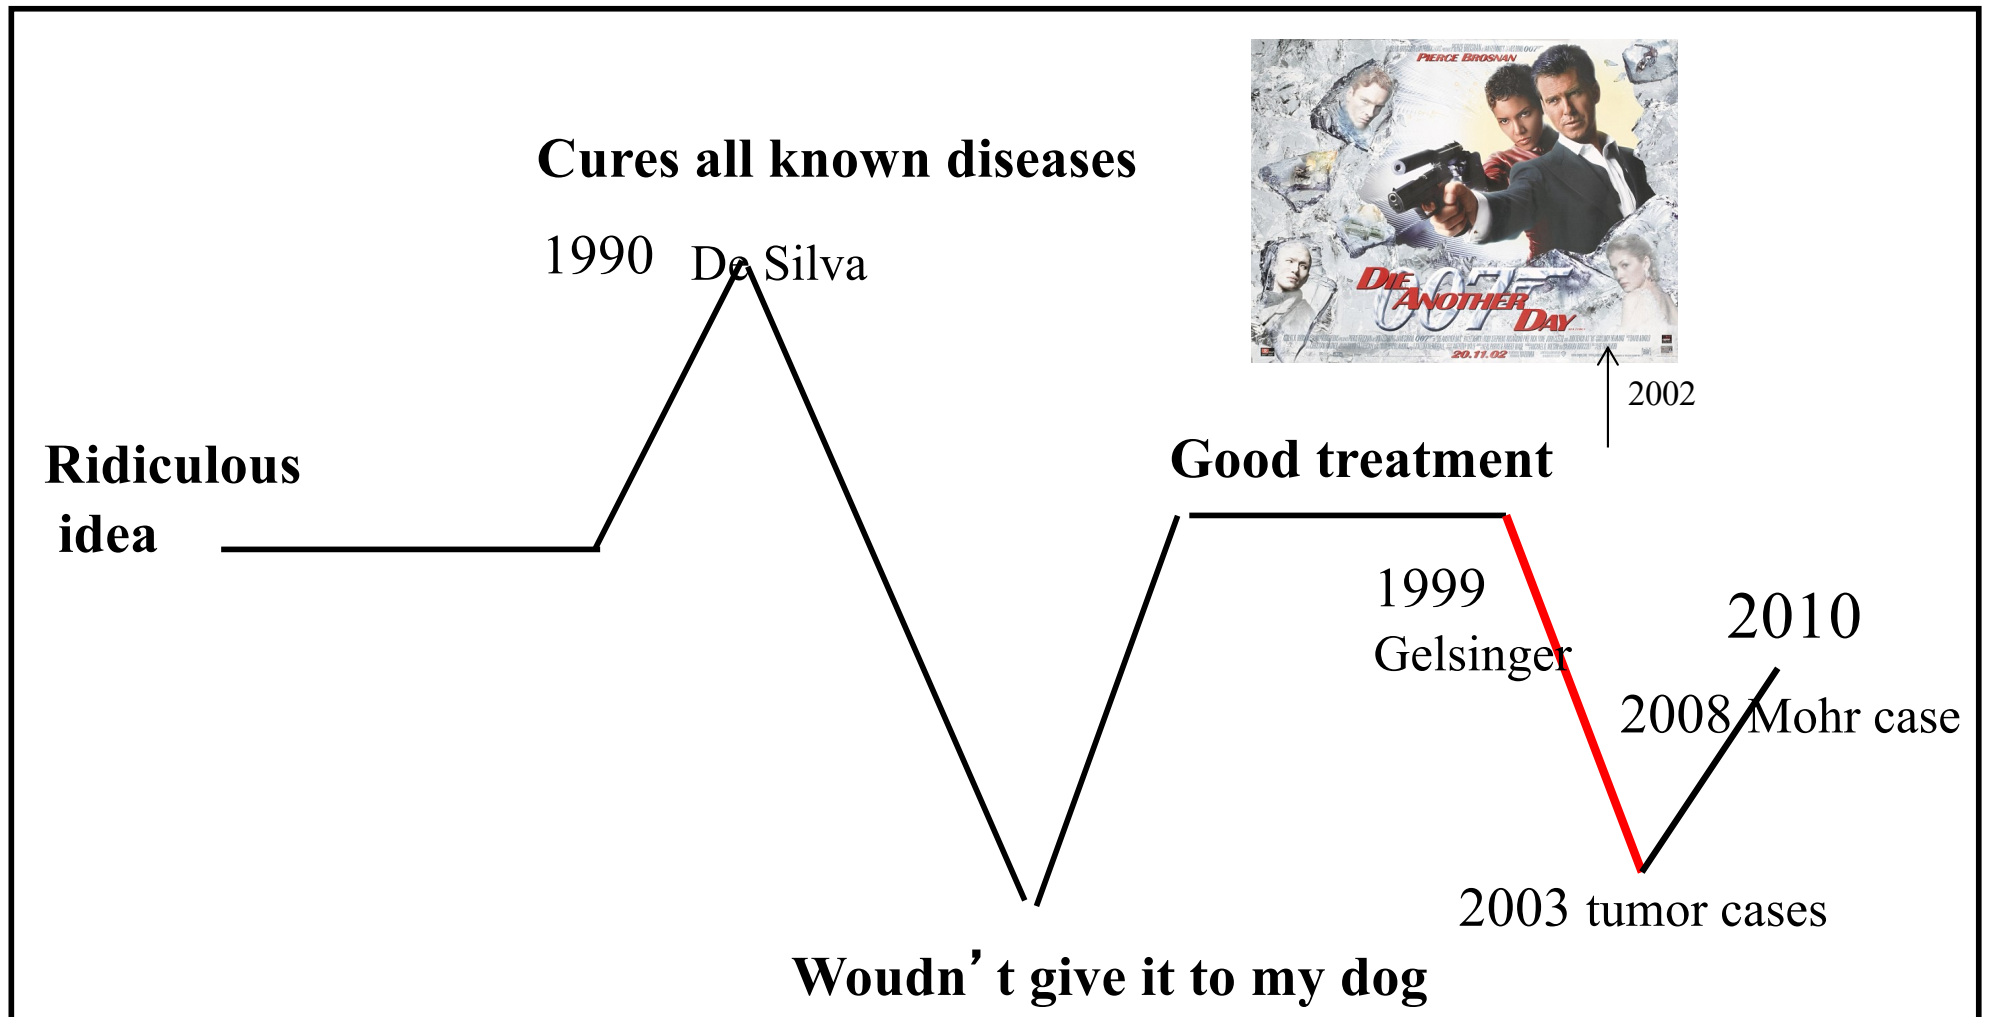 PIERCE BROSNAN
Cures all known diseases
1990 De Silva
007
DIE
ANOTHER
DAY
20.11.02
2002
Ridiculous
idea
Good treatment
1999
Gelsinger
2010
2008 Mohr case
2003 tumor cases
Woudn’t give it to my dog